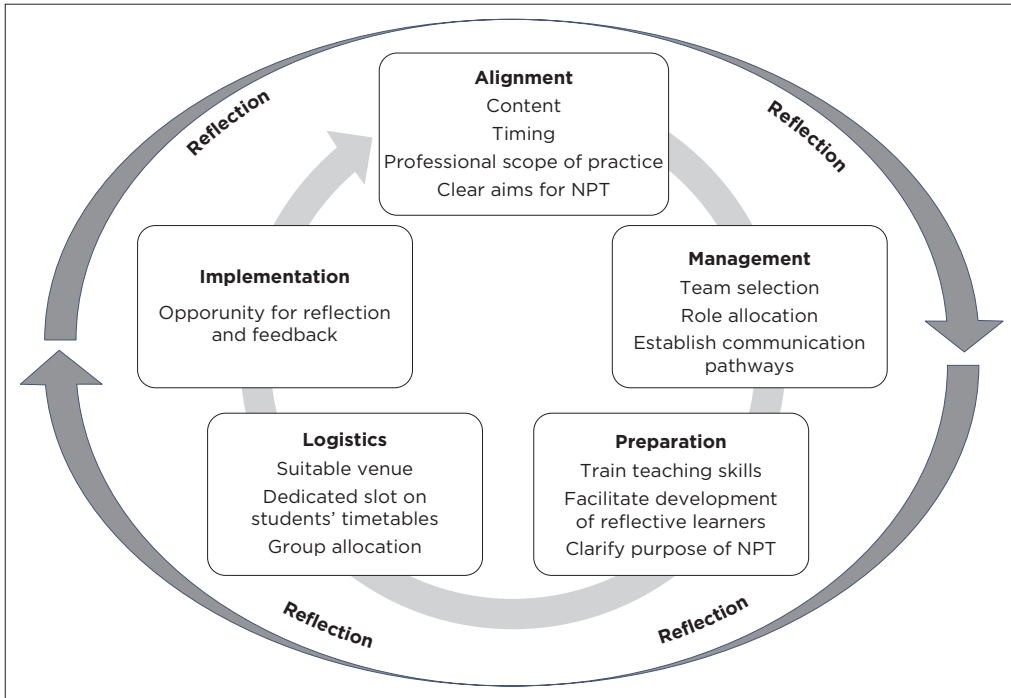 Reflection
Reflection
Alignment
Content
Timing
Professional scope of practice
Clear aims for NPT
Management
Team selection
Role allocation
Establish communication
pathways
Preparation
Train teaching skills
Facilitate development
of reflective learners
Clarify purpose of NPT
Logistics
Suitable venue
Dedicated slot on
students’ timetables
Group allocation
Implementation
Opporunity for reflection
and feedback
Reflection
Reflection